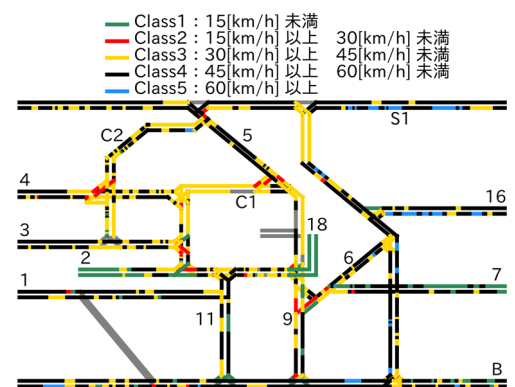 Class1：15[km/h] 未満
Class2：15[km/h] 以上 30[km/h] 未満
Class3：30[km/h] 以上 45[km/h] 未満
Class4：45[km/h] 以上 60[km/h] 未満
Class5：60[km/h] 以上
S1
C2
5
4
16
C1
18
3
6
2
7
1
11
9
B